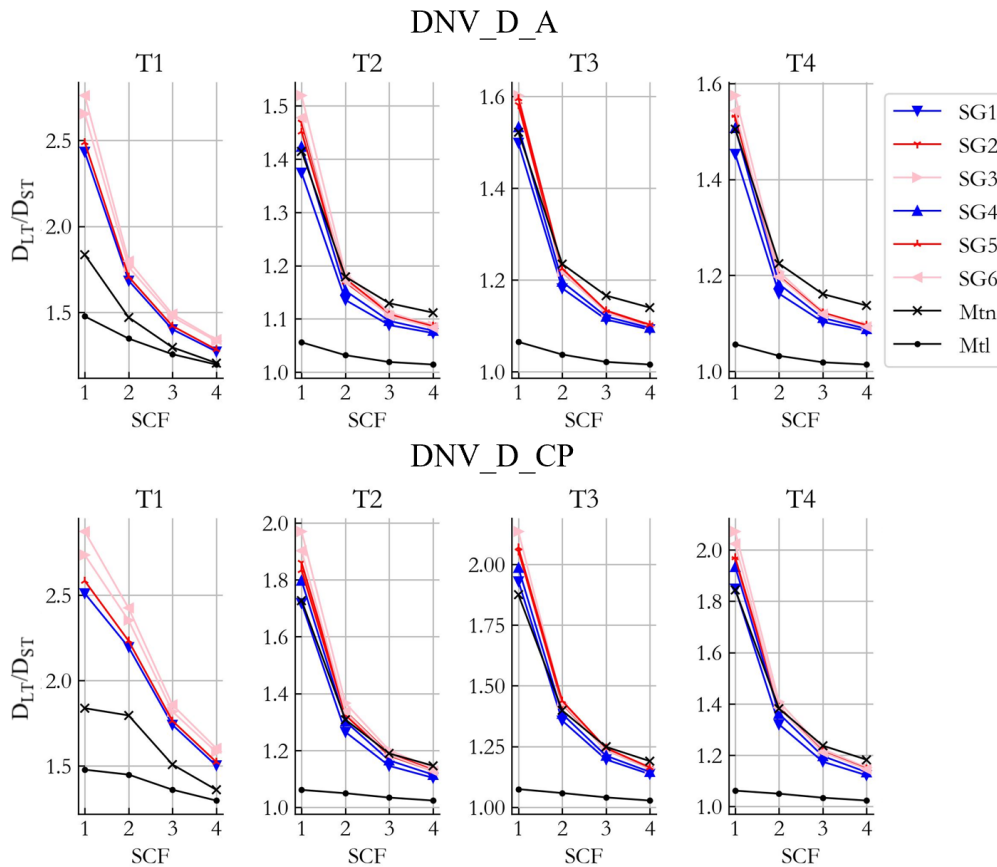 DNV_D_A
T1 T2 T3 T4
D_LT/D_ST
2.5
2.0
1.5
1.5
1.4
1.3
1.2
1.1
1.0
1.6
1.4
1.2
1.0
1.6
1.4
1.2
1.0
1 2 3 4 1 2 3 4 1 2 3 4 1 2 3 4
SCF SCF SCF SCF
SG1
SG2
SG3
SG4
SG5
SG6
Mtn
Mtl
DNV_D_CP
T1 T2 T3 T4
D_LT/D_ST
2.5
2.0
1.5
2.0
1.8
1.6
1.4
1.2
1.0
2.00
1.75
1.50
1.25
1.00
2.0
1.8
1.6
1.4
1.2
1.0
1 2 3 4 1 2 3 4 1 2 3 4 1 2 3 4
SCF SCF SCF SCF